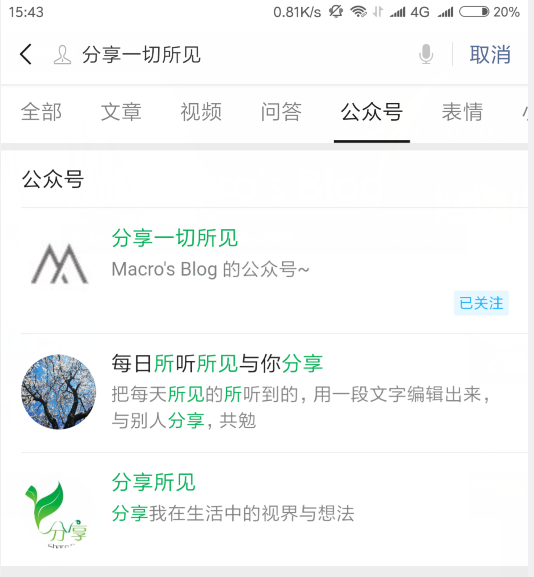 15:43 0.81K/s 4G 20%
分享一切所见 取消
全部 文章 视频 问答 公众号 表情
公众号
分享一切所见
Macro's Blog 的公众号~
已关注
每日所听所见与你分享
把每天所见的所听到的，用一段文字编辑出来，
与别人分享，共勉
分享所见
分享我在生活中的视界与想法
分享